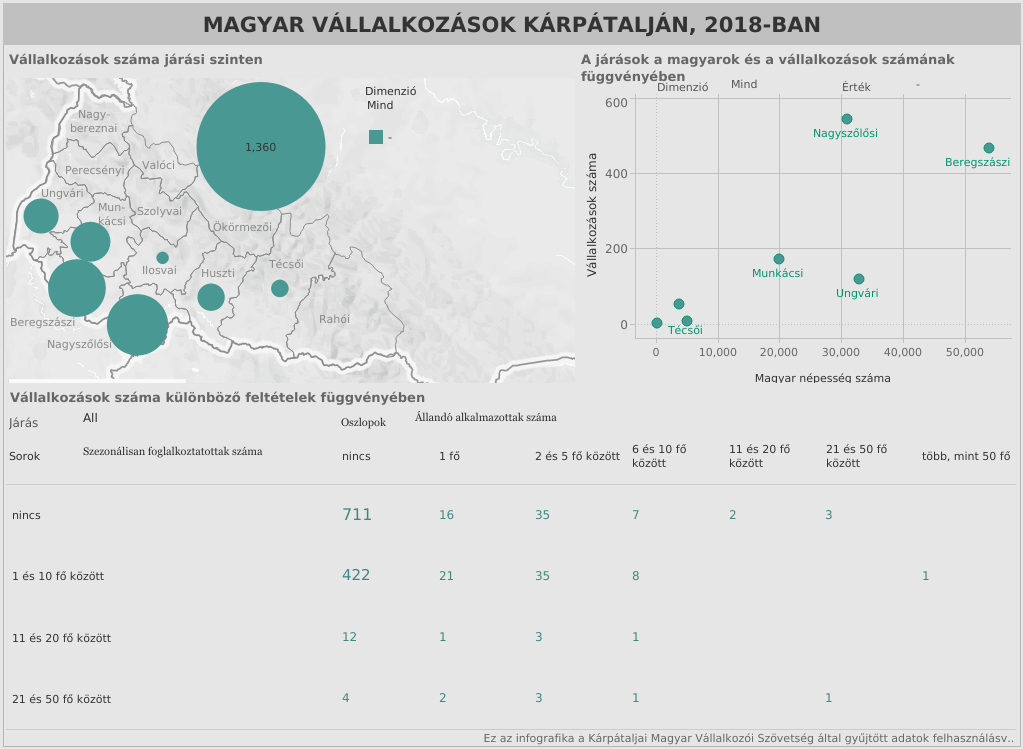 MAGYAR VÁLLALKOZÁSOK KÁRPÁTALJÁN, 2018-BAN
Vállalkozások száma járási szinten
Dimenzió
Mind
-
1,360
Nagy-
bereznai
Perecsényi
Valóci
Ungvári
Mun-
kácsi
Szolyvai
Ökörmezői
Ilosvai
Huszti
Técsői
Rahói
Beregszászi
Nagyszőlősi
A járások a magyarok és a vállalkozások számának
függvényében
Dimenzió Mind Érték -
Vállalkozások száma
600
400
200
0
Nagyszőlősi
Beregszászi
Munkácsi
Ungvári
Técsői
0 10,000 20,000 30,000 40,000 50,000
Magyar népesség száma
Vállalkozások száma különböző feltételek függvényében
Járás All Oszlopok Állandó alkalmazottak száma
Sorok Szezonálisan foglalkoztatottak száma nincs 1 fő 2 és 5 fő között 6 és 10 fő között 11 és 20 fő között 21 és 50 fő között több, mint 50 fő
nincs 711 16 35 7 2 3
1 és 10 fő között 422 21 35 8 1
11 és 20 fő között 12 1 3 1
21 és 50 fő között 4 2 3 1 1
Ez az infografika a Kárpátaljai Magyar Vállalkozói Szövetség által gyűjtött adatok felhasználásv..